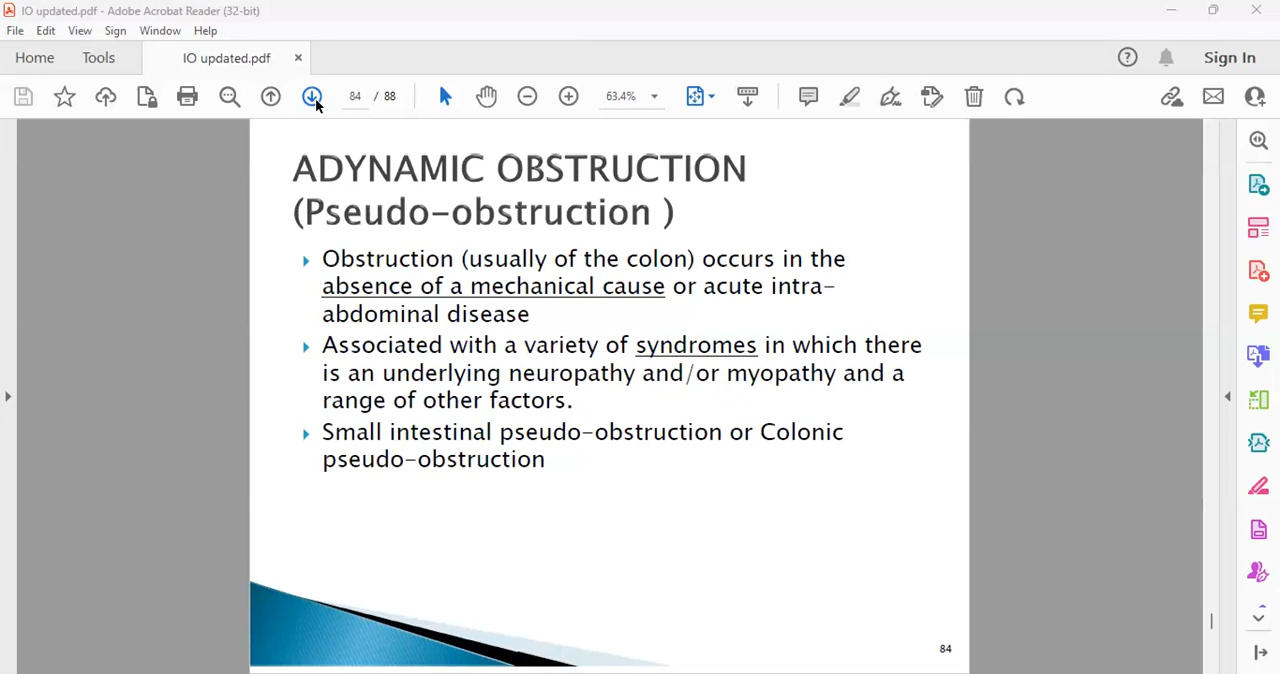 IO updated.pdf - Adobe Acrobat Reader (32-bit)
File Edit View Sign Window Help
Home Tools IO updated.pdf × Sign In
84 / 88 63.4%
ADYNAMIC OBSTRUCTION
(Pseudo-obstruction )
Obstruction (usually of the colon) occurs in the
absence of a mechanical cause or acute intra-
abdominal disease
Associated with a variety of syndromes in which there
is an underlying neuropathy and/or myopathy and a
range of other factors.
Small intestinal pseudo-obstruction or Colonic
pseudo-obstruction
84